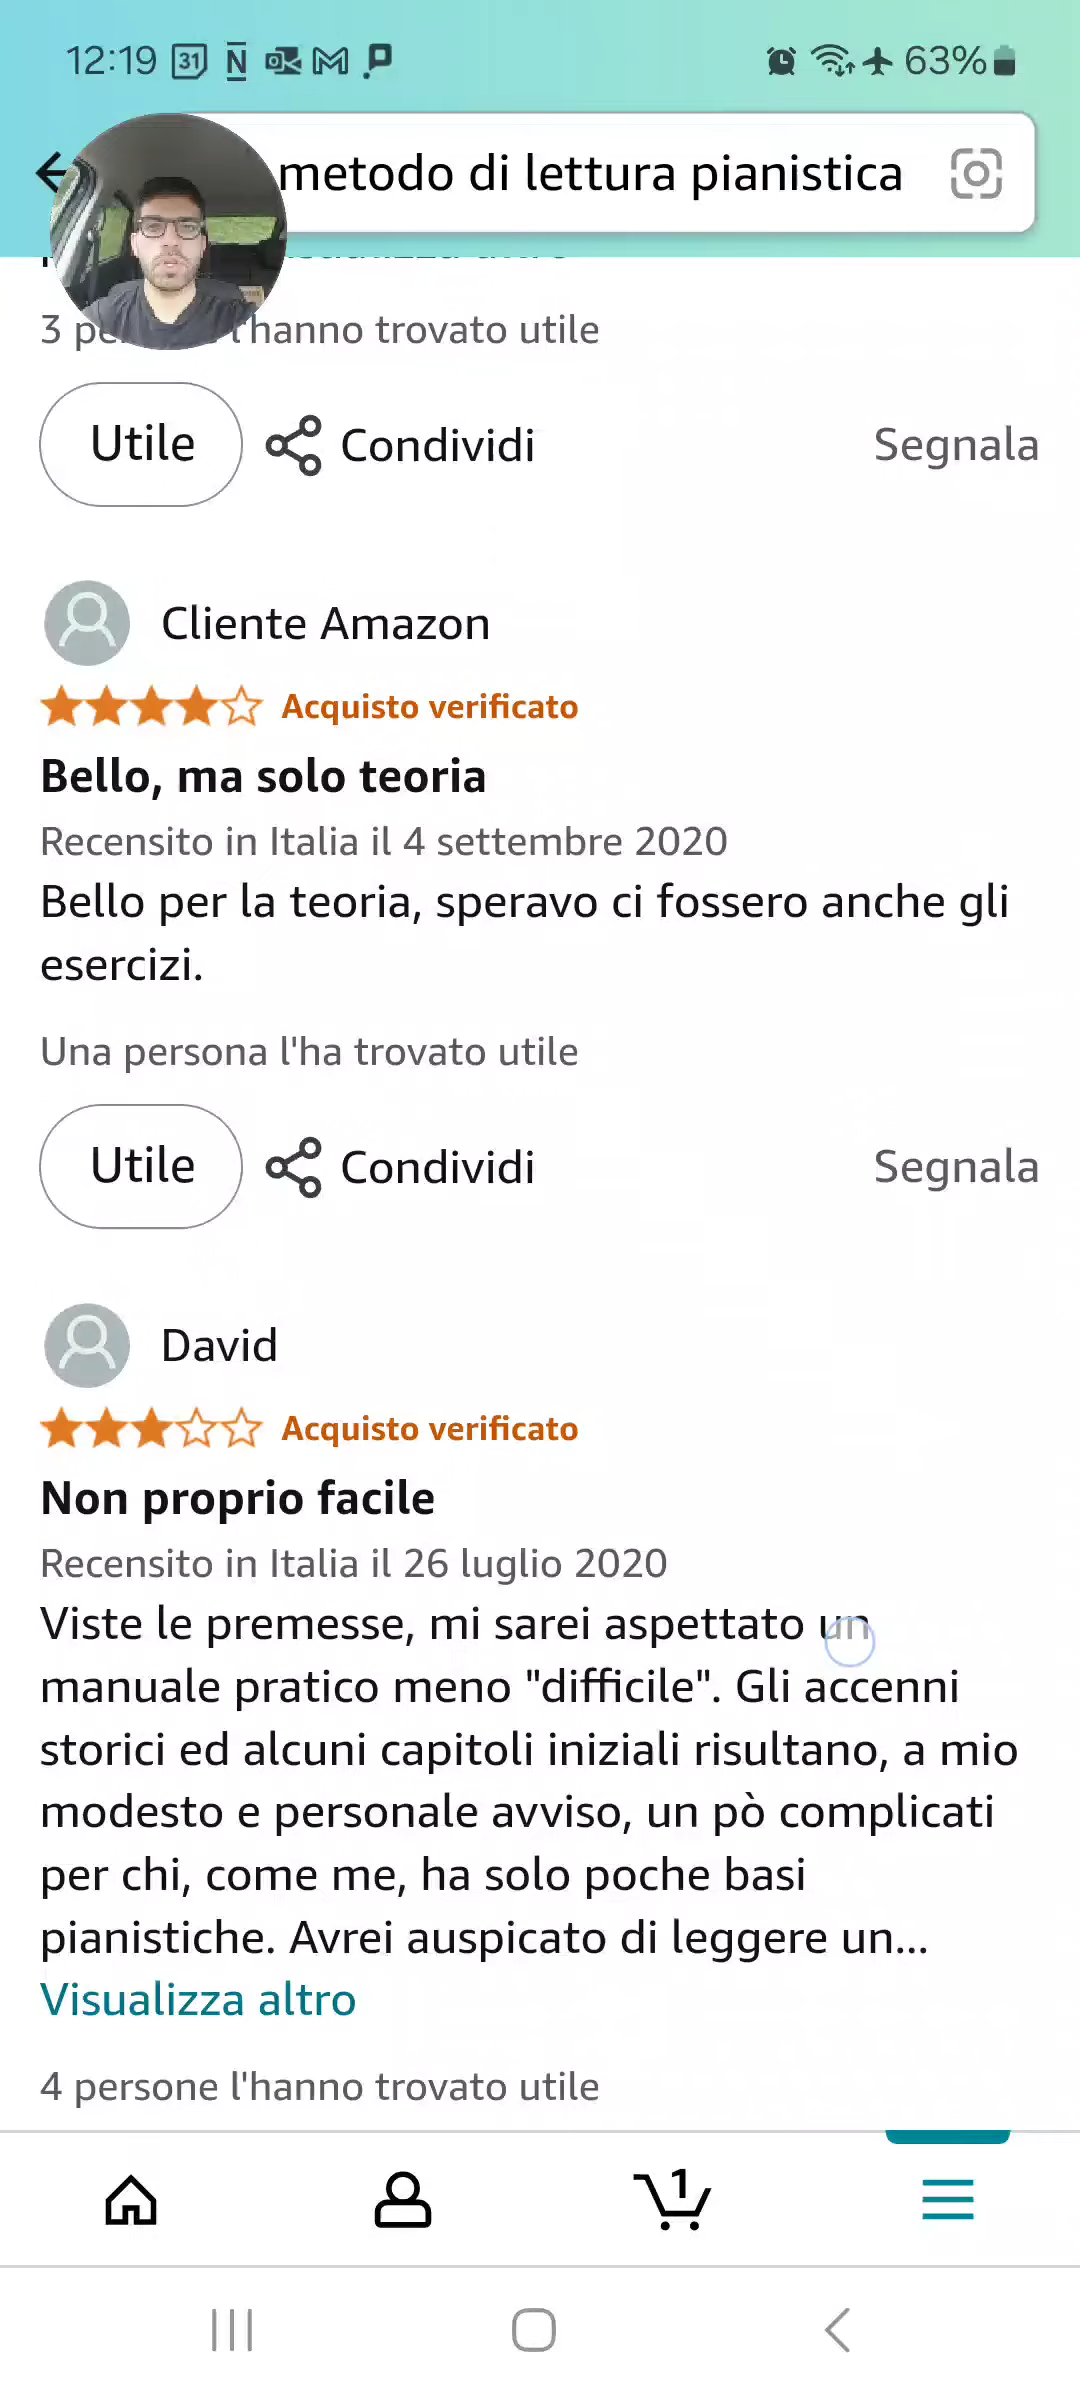 12:19 31 N 63%
metodo di lettura pianistica
l'hanno trovato utile
Utile Condividi Segnala
Cliente Amazon
Acquisto verificato
Bello, ma solo teoria
Recensito in Italia il 4 settembre 2020
Bello per la teoria, speravo ci fossero anche gli
esercizi.
Una persona l'ha trovato utile
Utile Condividi Segnala
David
Acquisto verificato
Non proprio facile
Recensito in Italia il 26 luglio 2020
Viste le premesse, mi sarei aspettato un
manuale pratico meno "difficile". Gli accenni
storici ed alcuni capitoli iniziali risultano, a mio
modesto e personale avviso, un pò complicati
per chi, come me, ha solo poche basi
pianistiche. Avrei auspicato di leggere un...
Visualizza altro
4 persone l'hanno trovato utile
1